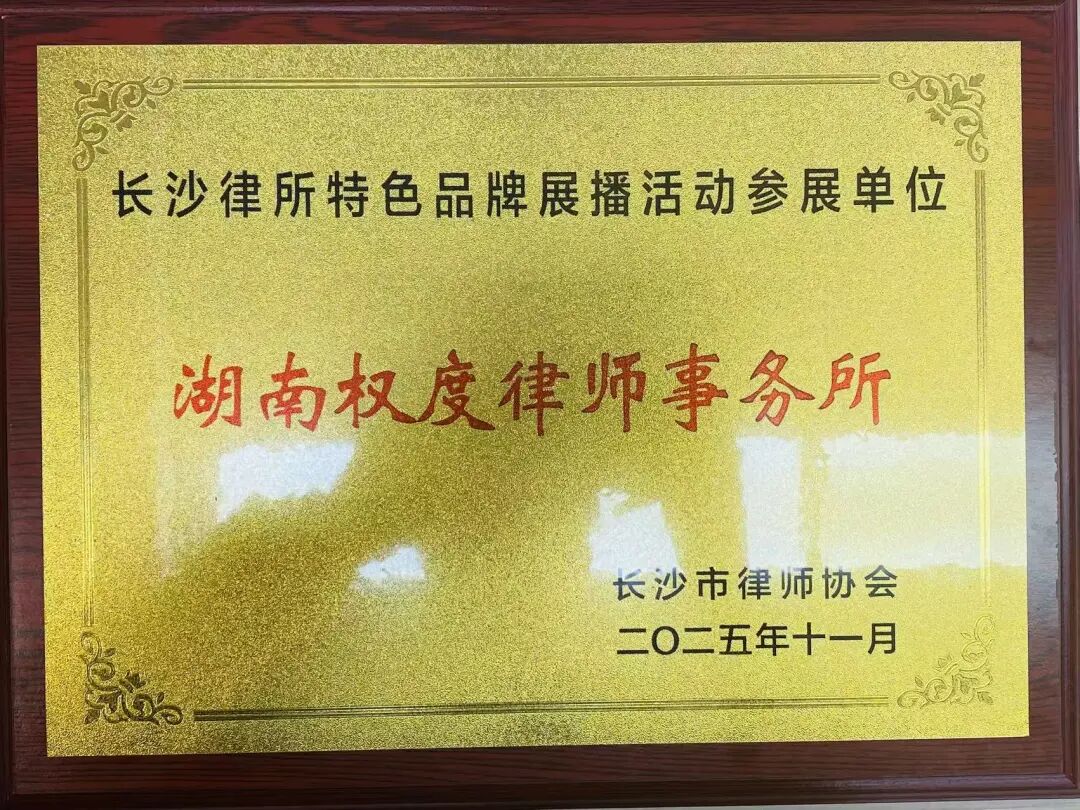 长沙律所特色品牌展播活动参展单位
湖南权度律师事务所
长沙市律师协会
二〇二五年十一月